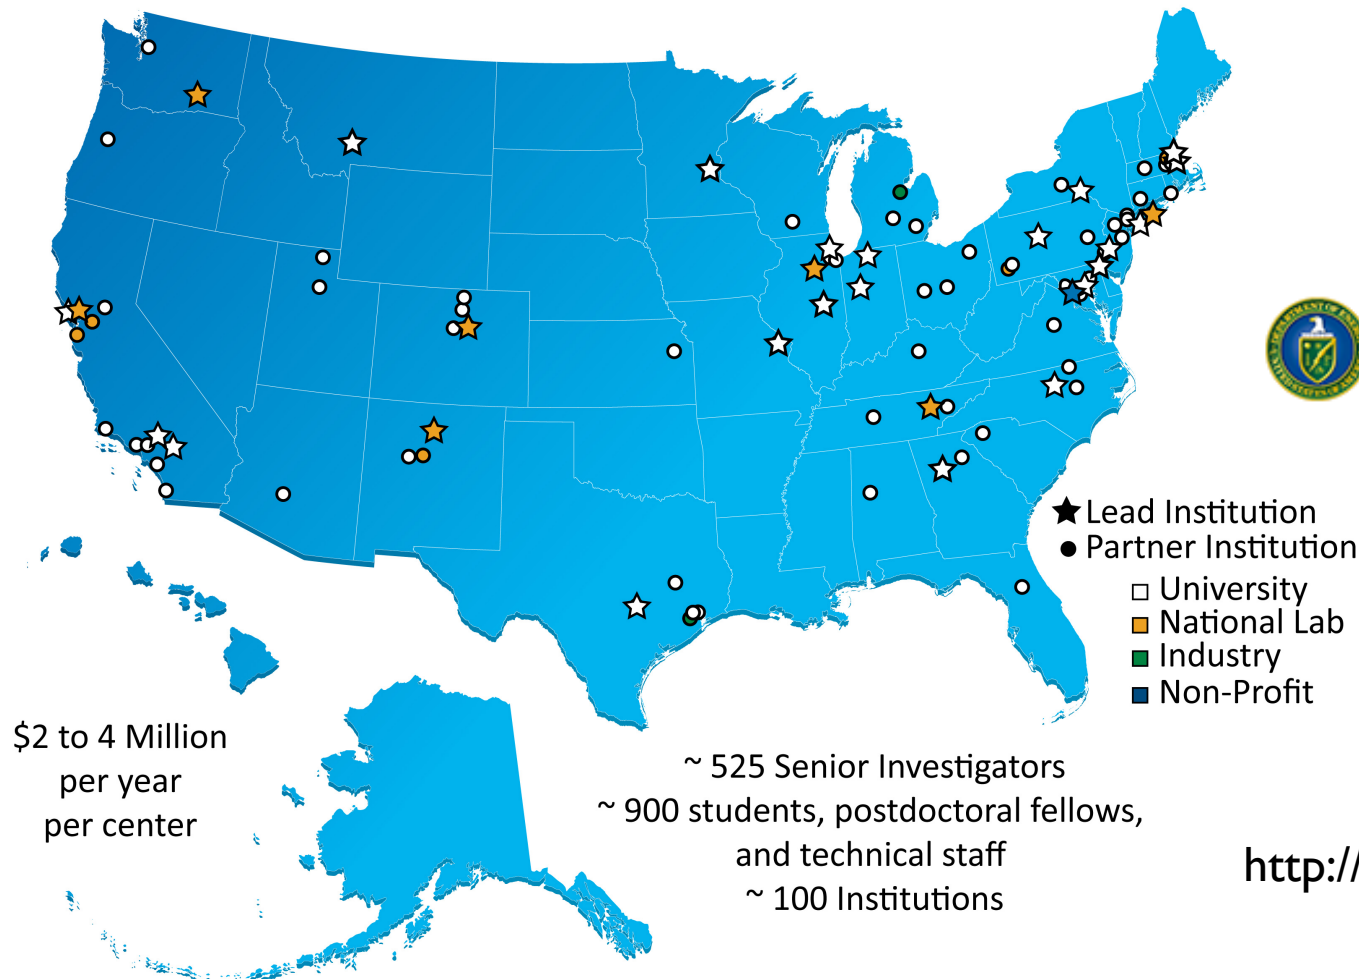 Lead Institution
Partner Institution
University
National Lab
Industry
Non-Profit
$2 to 4 Million
per year
per center
~ 525 Senior Investigators
~ 900 students, postdoctoral fellows,
and technical staff
~ 100 Institutions
http://